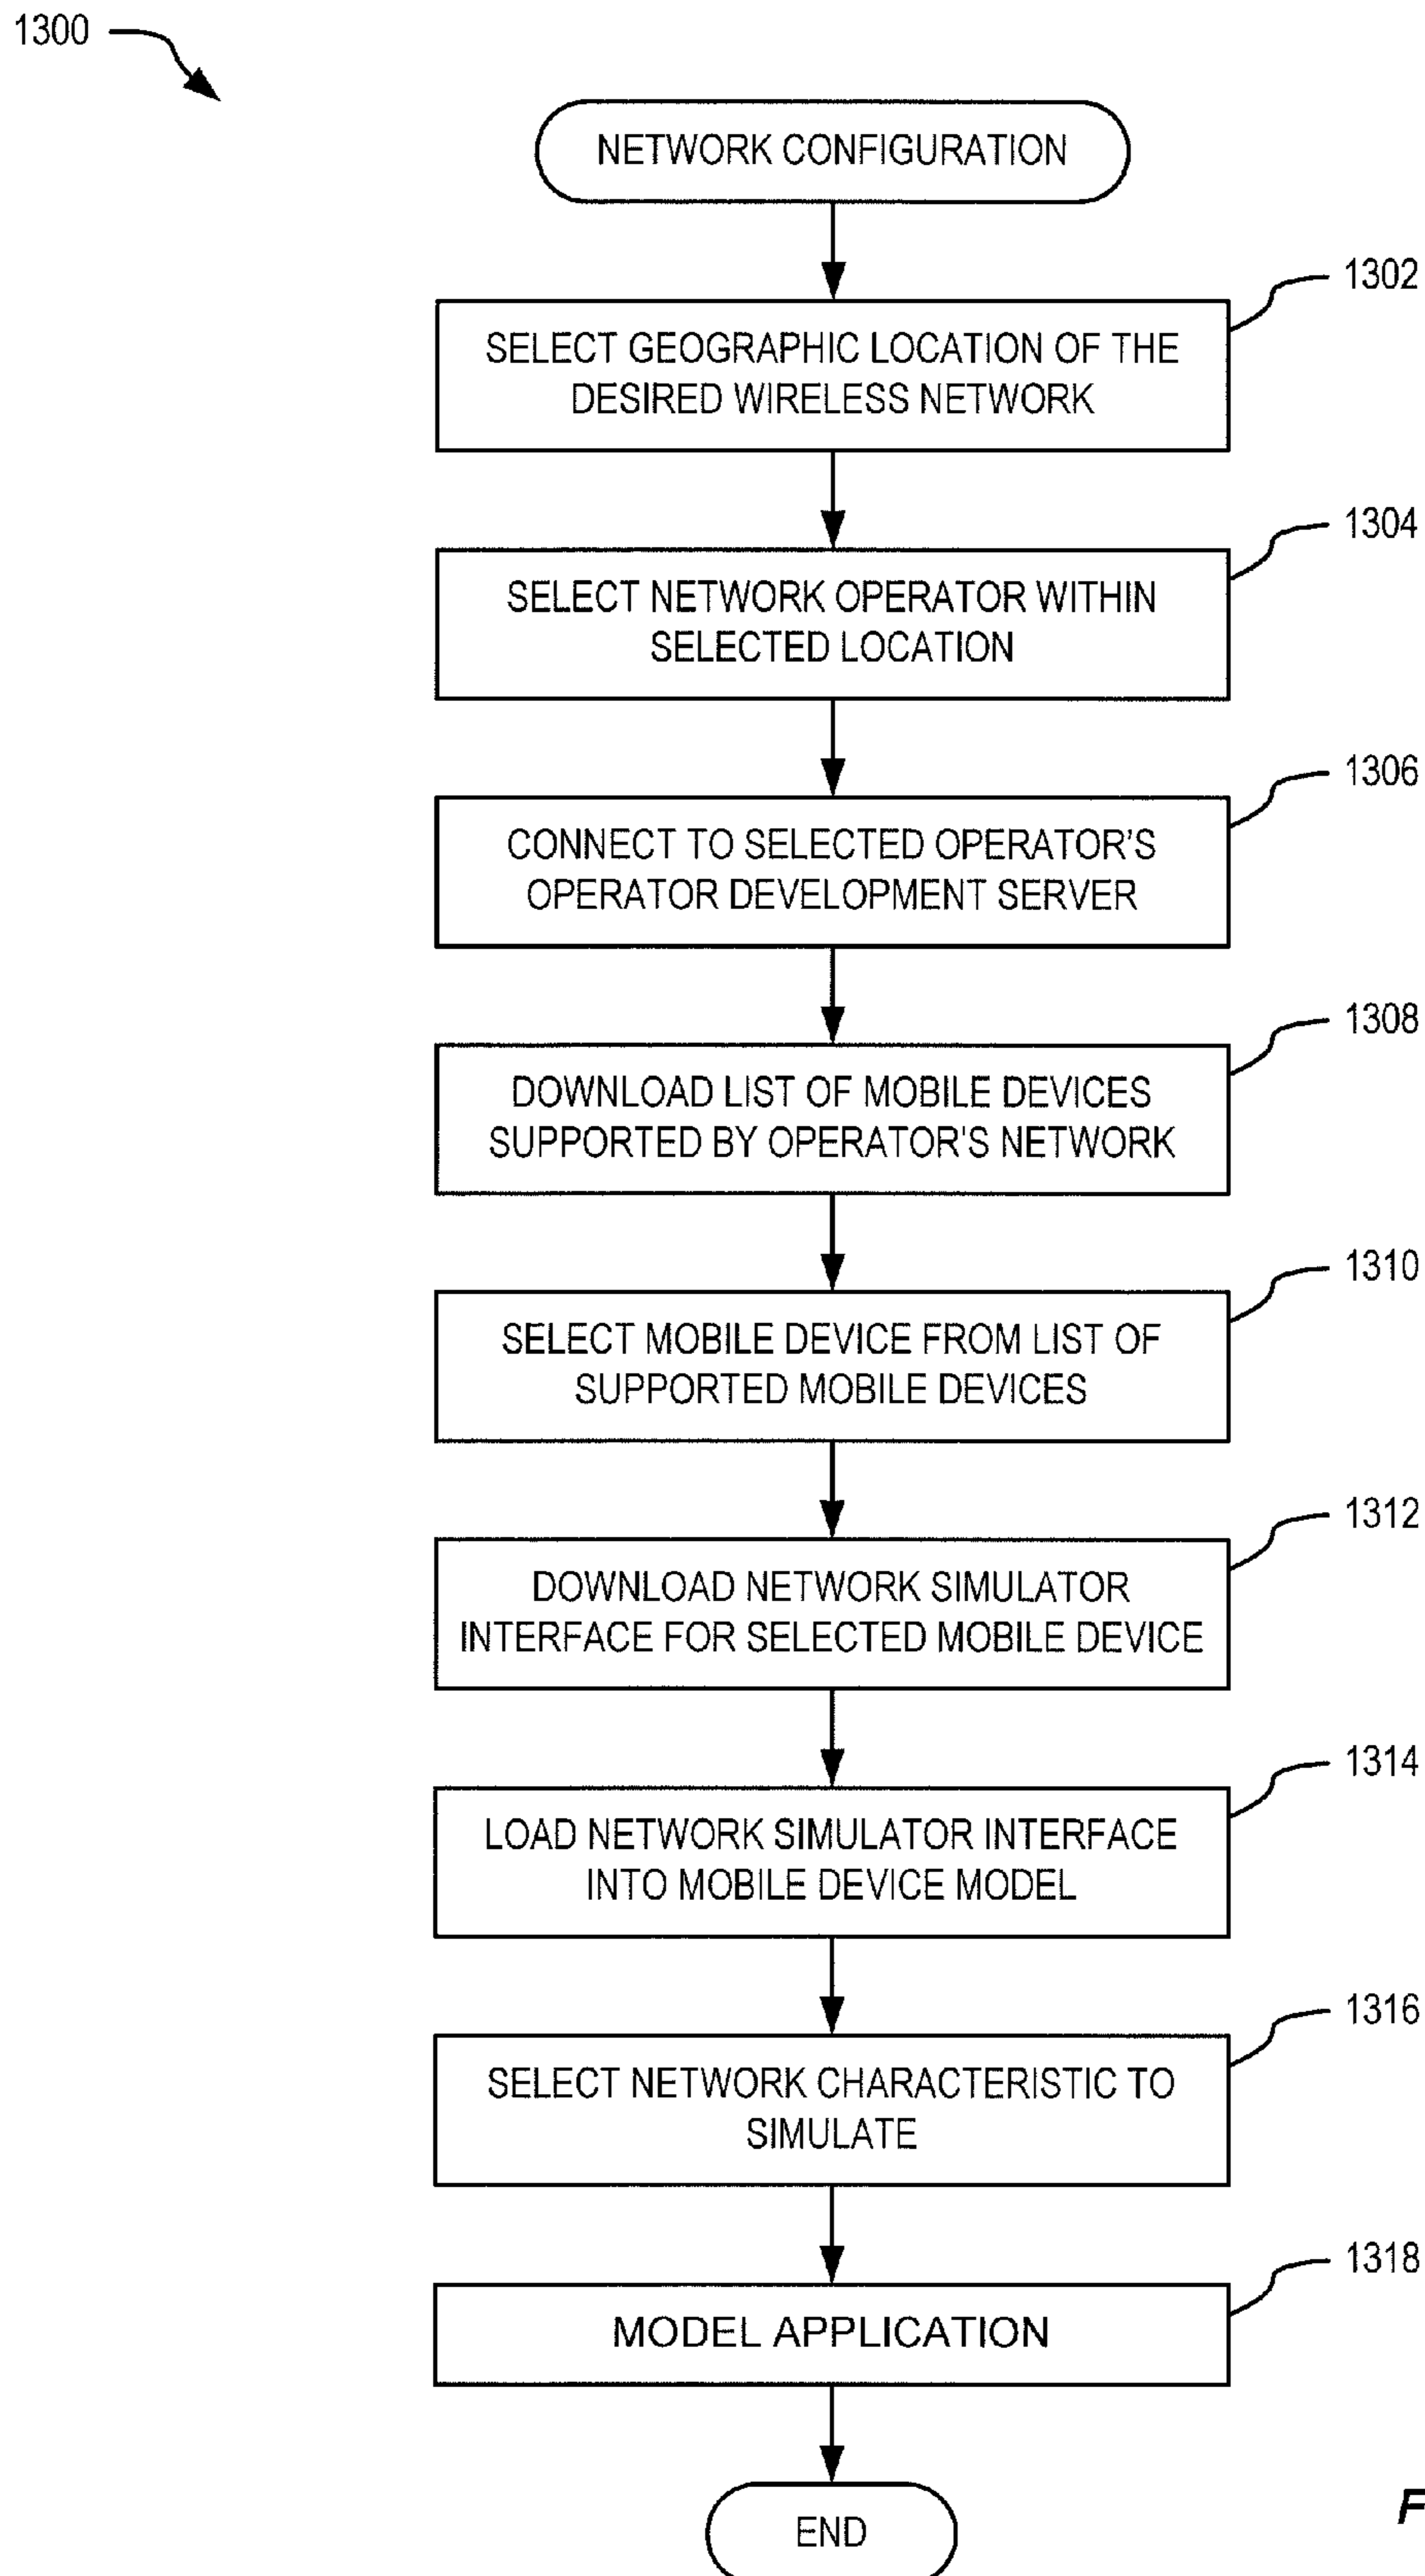 1300
NETWORK CONFIGURATION
1302
SELECT GEOGRAPHIC LOCATION OF THE
DESIRED WIRELESS NETWORK
1304
SELECT NETWORK OPERATOR WITHIN
SELECTED LOCATION
1306
CONNECT TO SELECTED OPERATOR'S
OPERATOR DEVELOPMENT SERVER
1308
DOWNLOAD LIST OF MOBILE DEVICES
SUPPORTED BY OPERATOR'S NETWORK
1310
SELECT MOBILE DEVICE FROM LIST OF
SUPPORTED MOBILE DEVICES
1312
DOWNLOAD NETWORK SIMULATOR
INTERFACE FOR SELECTED MOBILE DEVICE
1314
LOAD NETWORK SIMULATOR INTERFACE
INTO MOBILE DEVICE MODEL
1316
SELECT NETWORK CHARACTERISTIC TO
SIMULATE
1318
MODEL APPLICATION
F
END